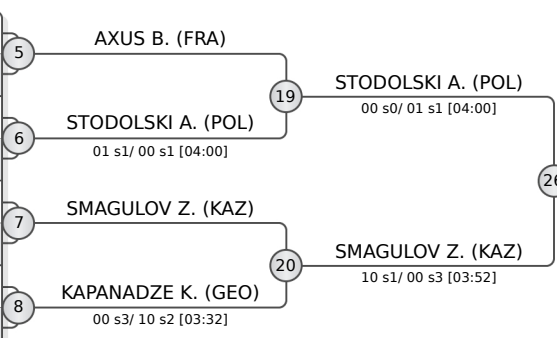 5
AXUS B. (FRA)
19
STODOLSKI A. (POL)
00 s0/ 01 s1 [04:00]
6
STODOLSKI A. (POL)
01 s1/ 00 s1 [04:00]
26
7
SMAGULOV Z. (KAZ)
20
SMAGULOV Z. (KAZ)
10 s1/ 00 s3 [03:52]
8
KAPANADZE K. (GEO)
00 s3/ 10 s2 [03:32]